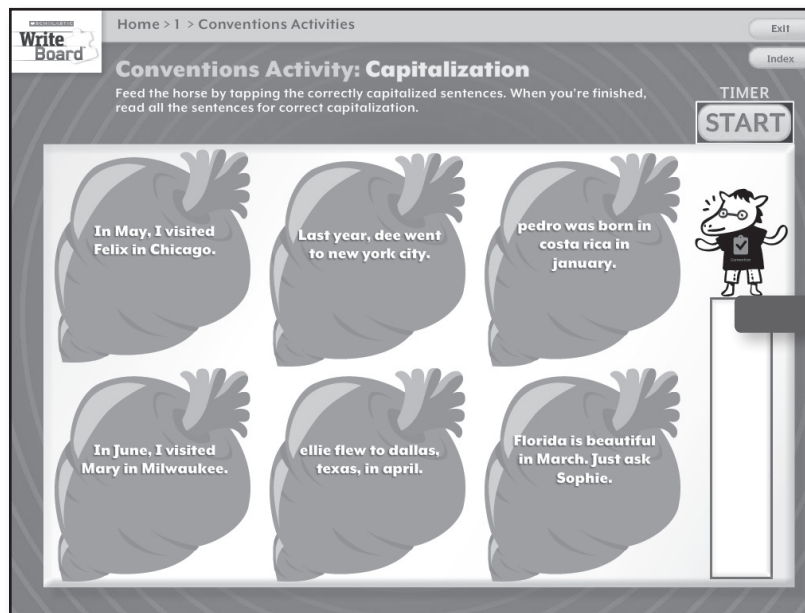 SCHOLASTIC
Write
Board
Home > 1 > Conventions Activities
Exit
Index
Conventions Activity: Capitalization
Feed the horse by tapping the correctly capitalized sentences. When you're finished,
read all the sentences for correct capitalization.
TIMER
START
In May, I visited
Felix in Chicago.
Last year, dee went
to new york city.
pedro was born in
costa rica in
january.
In June, I visited
Mary in Milwaukee.
ellie flew to dallas,
texas, in april.
Florida is beautiful
in March. Just ask
Sophie.